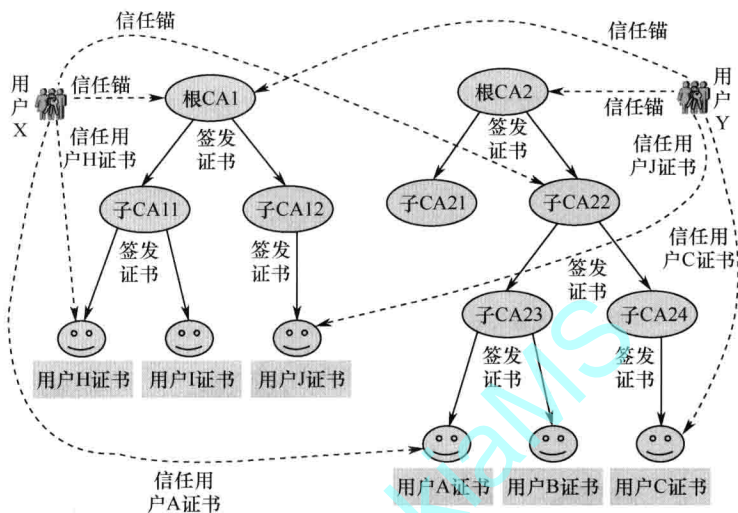 信任锚
信任锚
用
户
X
信任锚
根CA1
根CA2
信任锚
用
户
Y
信任用
户H证书
签发
证书
签发
证书
信任用
户J证书
子CA11
子CA12
子CA21
子CA22
签发
证书
签发
证书
签发
证书
信任用
户C证书
子CA23
子CA24
用户H证书
用户I证书
用户J证书
签发
证书
签发
证书
信任用
户A证书
用户A证书
用户B证书
用户C证书